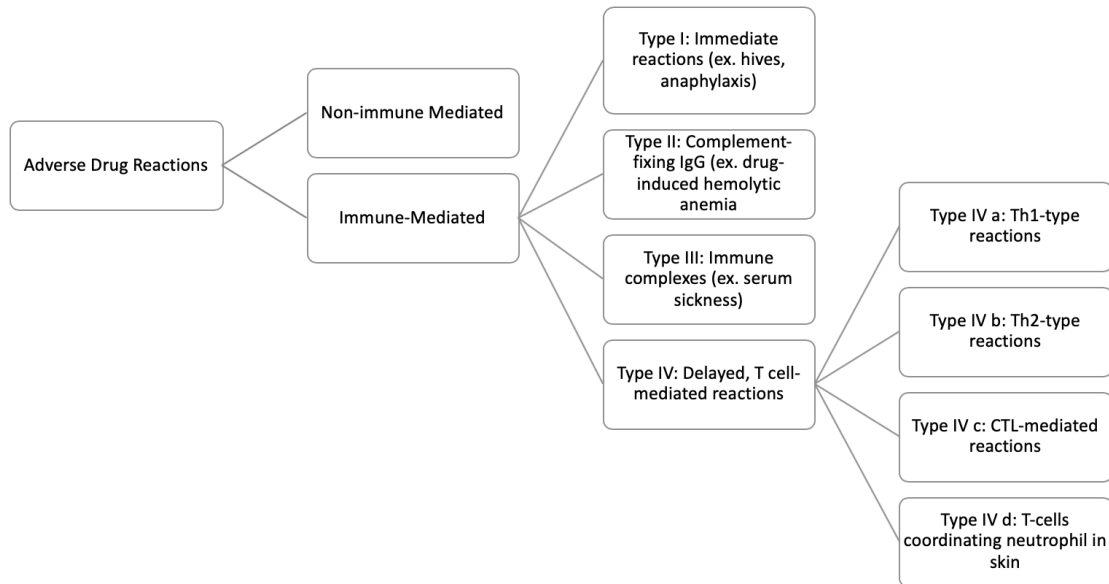 Adverse Drug Reactions
Non-immune Mediated
Immune-Mediated
Type I: Immediate
reactions (ex. hives,
anaphylaxis)
Type II: Complement-
fixing IgG (ex. drug-
induced hemolytic
anemia
Type III: Immune
complexes (ex. serum
sickness)
Type IV: Delayed, T cell-
mediated reactions
Type IV a: Th1-type
reactions
Type IV b: Th2-type
reactions
Type IV c: CTL-mediated
reactions
Type IV d: T-cells
coordinating neutrophil in
skin